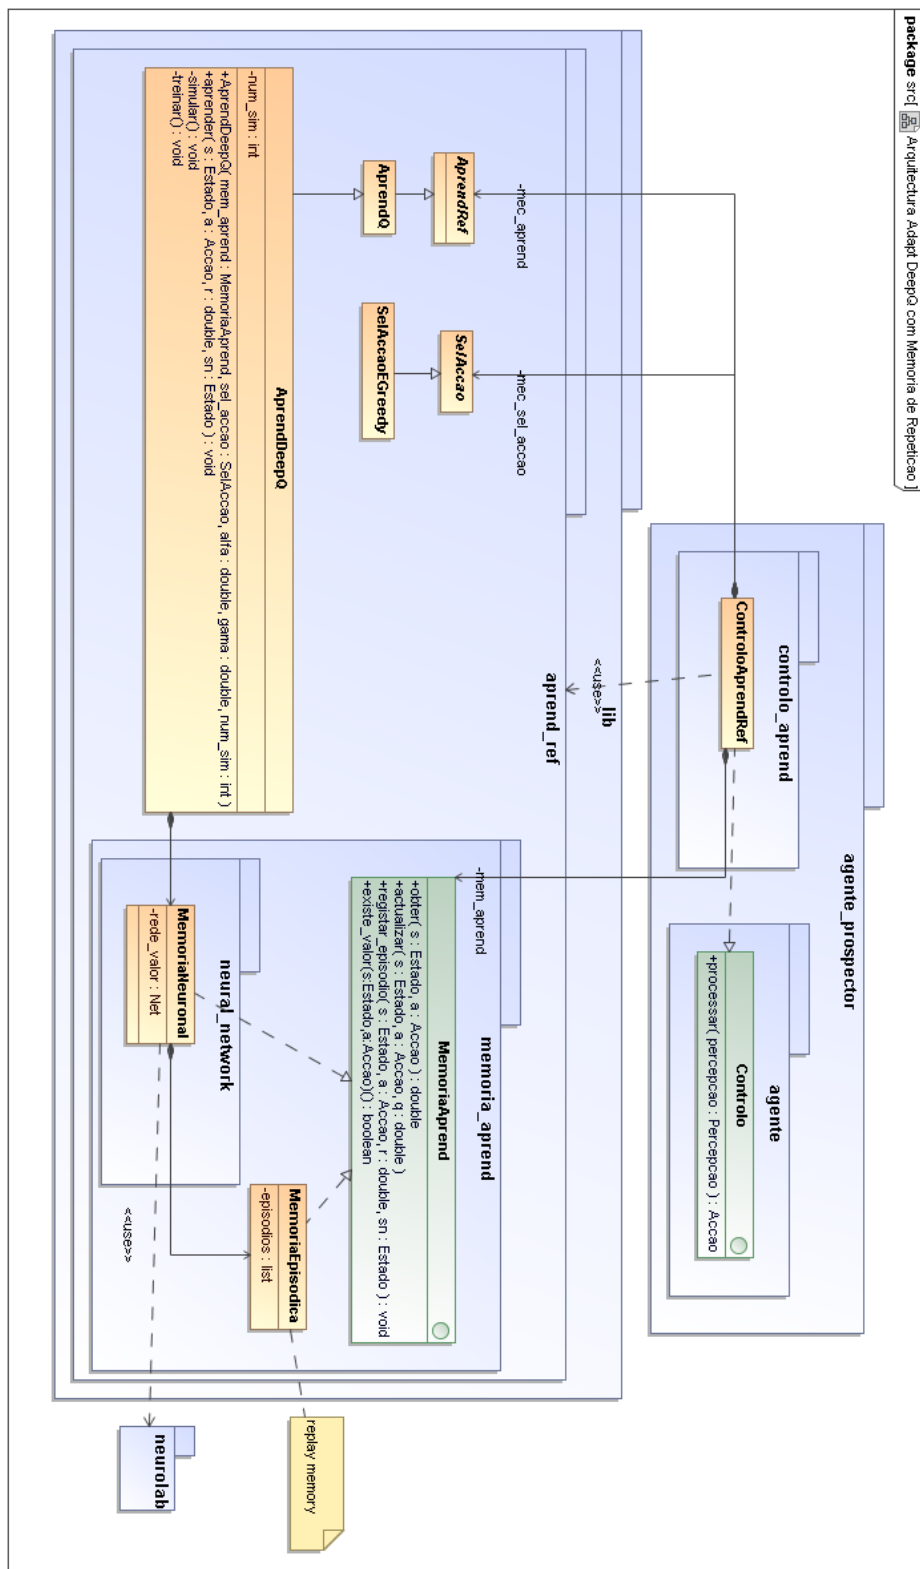 package src[ Arquitectura Adapt DeepQ com Memoria de Repeticao ]
agente_prospector
controlo_aprend
ControloAprendRef
agente
Controlo
+processar( percepcao : Percepcao ) : Accao
<<use>>
lib
aprend_ref
-mec_aprend
-mec_sel_accao
-mem_aprend
AprendRef
AprendQ
SelAccao
SelAccaoEGreedy
AprendDeepQ
-num_sim : int
+AprendDeepQ( mem_aprend : MemoriaAprend, sel_accao : SelAccao, alfa : double, gama : double, num_sim : int )
+aprender( s : Estado, a : Accao, r : double, sn : Estado ) : void
-simular() : void
-treinar() : void
memoria_aprend
MemoriaAprend
+obter( s : Estado, a : Accao ) : double
+actualizar( s : Estado, a : Accao, q : double )
+registar_episodio( s : Estado, a : Accao, r : double, sn : Estado ) : void
+existe_valor(s:Estado,a:Accao)() : boolean
neural_network
MemoriaNeuronal
-rede_valor : Net
MemoriaEpisodica
-episodios : list
<<use>>
replay memory
neurolab